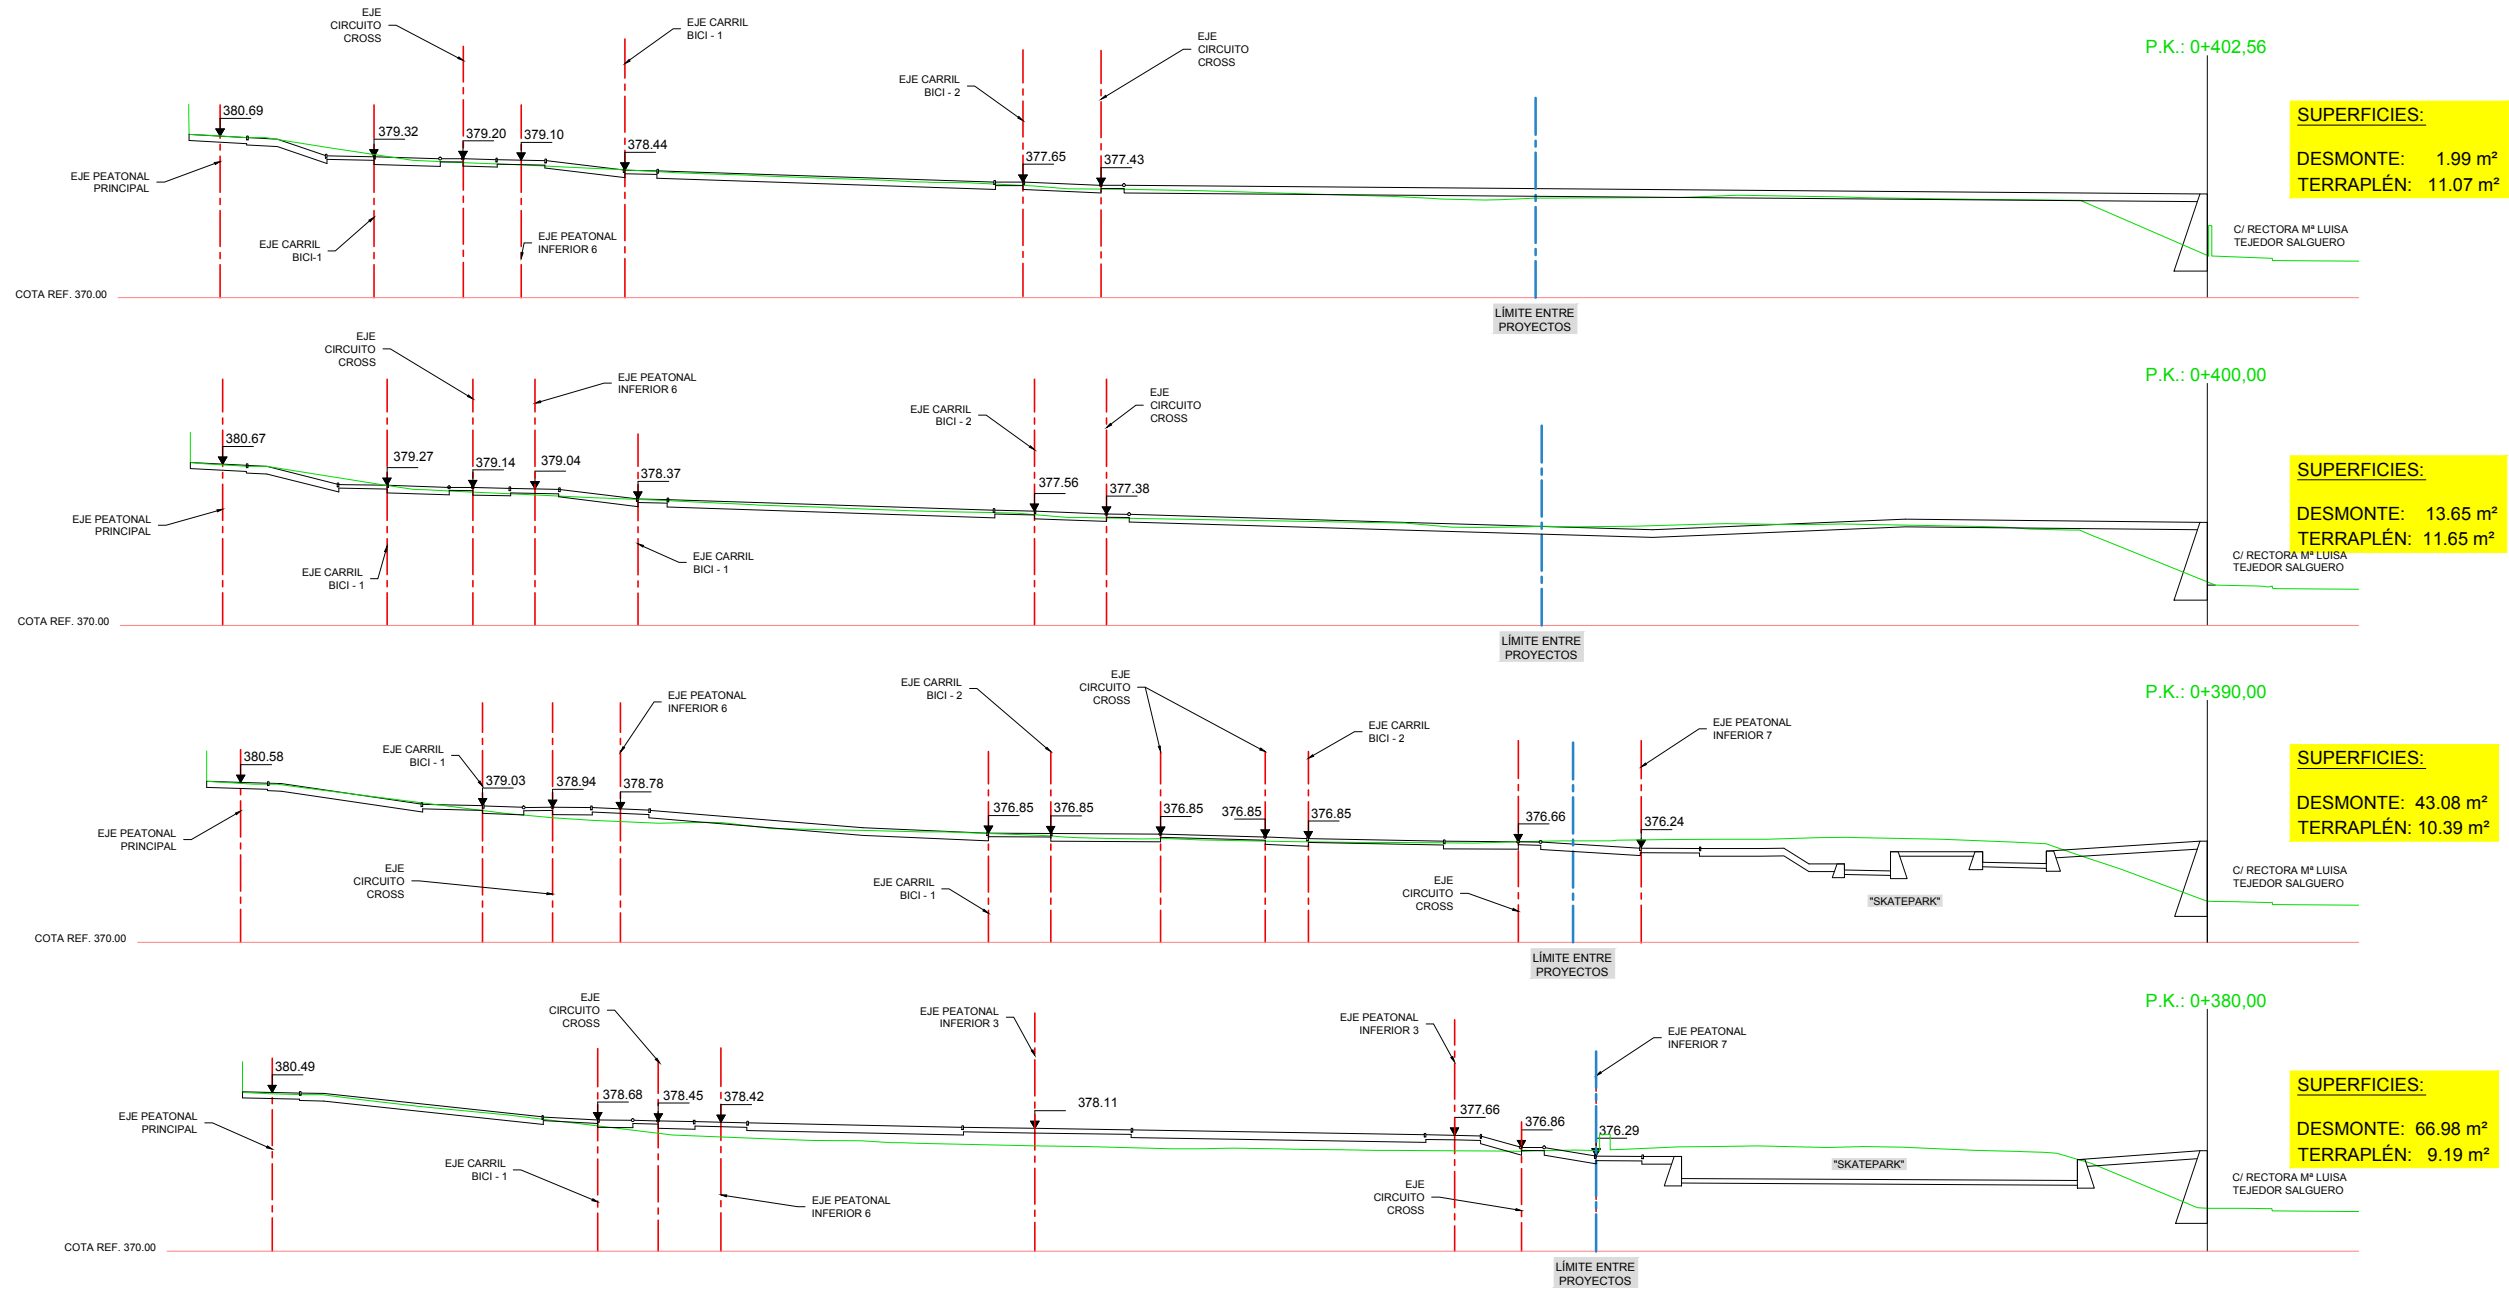 P.K.: 0+402,56
EJE
CIRCUITO
CROSS
EJE CARRIL
BICI - 1
EJE CARRIL
BICI - 2
EJE
CIRCUITO
CROSS
380.69
379.32
379.20
379.10
378.44
377.65
377.43
EJE PEATONAL
PRINCIPAL
EJE CARRIL
BICI-1
EJE PEATONAL
INFERIOR 6
SUPERFICIES:
DESMONTE: 1.99 m²
TERRAPLÉN: 11.07 m²
C/ RECTORA Mª LUISA
TEJEDOR SALGUERO
COTA REF. 370.00
LÍMITE ENTRE
PROYECTOS
P.K.: 0+400,00
EJE
CIRCUITO
CROSS
EJE PEATONAL
INFERIOR 6
EJE CARRIL
BICI - 2
EJE
CIRCUITO
CROSS
380.67
379.27
379.14
379.04
378.37
377.56
377.38
EJE PEATONAL
PRINCIPAL
EJE CARRIL
BICI - 1
EJE CARRIL
BICI - 1
SUPERFICIES:
DESMONTE: 13.65 m²
TERRAPLÉN: 11.65 m²
C/ RECTORA Mª LUISA
TEJEDOR SALGUERO
COTA REF. 370.00
LÍMITE ENTRE
PROYECTOS
P.K.: 0+390,00
EJE CARRIL
BICI - 1
EJE PEATONAL
INFERIOR 6
EJE CARRIL
BICI - 2
EJE
CIRCUITO
CROSS
EJE CARRIL
BICI - 2
EJE PEATONAL
INFERIOR 7
380.58
379.03
378.94
378.78
376.85
376.85
376.85
376.85
376.85
376.66
376.24
EJE PEATONAL
PRINCIPAL
EJE
CIRCUITO
CROSS
EJE CARRIL
BICI - 1
EJE
CIRCUITO
CROSS
"SKATEPARK"
SUPERFICIES:
DESMONTE: 43.08 m²
TERRAPLÉN: 10.39 m²
C/ RECTORA Mª LUISA
TEJEDOR SALGUERO
COTA REF. 370.00
LÍMITE ENTRE
PROYECTOS
P.K.: 0+380,00
EJE
CIRCUITO
CROSS
EJE PEATONAL
INFERIOR 3
EJE PEATONAL
INFERIOR 3
EJE PEATONAL
INFERIOR 7
380.49
378.68
378.45
378.42
378.11
377.66
376.86
376.29
EJE PEATONAL
PRINCIPAL
EJE CARRIL
BICI - 1
EJE PEATONAL
INFERIOR 6
EJE
CIRCUITO
CROSS
"SKATEPARK"
SUPERFICIES:
DESMONTE: 66.98 m²
TERRAPLÉN: 9.19 m²
C/ RECTORA Mª LUISA
TEJEDOR SALGUERO
COTA REF. 370.00
LÍMITE ENTRE
PROYECTOS